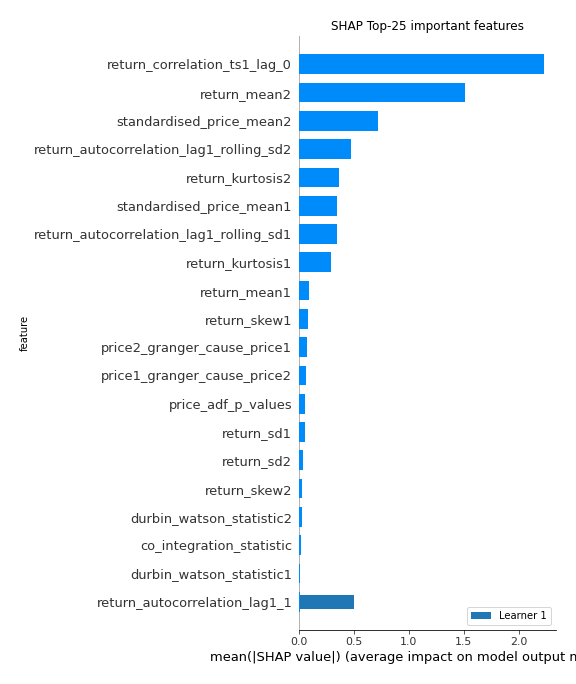 SHAP Top-25 important features
return_correlation_ts1_lag_0
return_mean2
standardised_price_mean2
return_autocorrelation_lag1_rolling_sd2
return_kurtosis2
standardised_price_mean1
return_autocorrelation_lag1_rolling_sd1
return_kurtosis1
return_mean1
return_skew1
price2_granger_cause_price1
price1_granger_cause_price2
price_adf_p_values
return_sd1
return_sd2
return_skew2
durbin_watson_statistic2
co_integration_statistic
durbin_watson_statistic1
return_autocorrelation_lag1_1
feature
Learner 1
0.0 0.5 1.0 1.5 2.0
mean(|SHAP value|) (average impact on model output